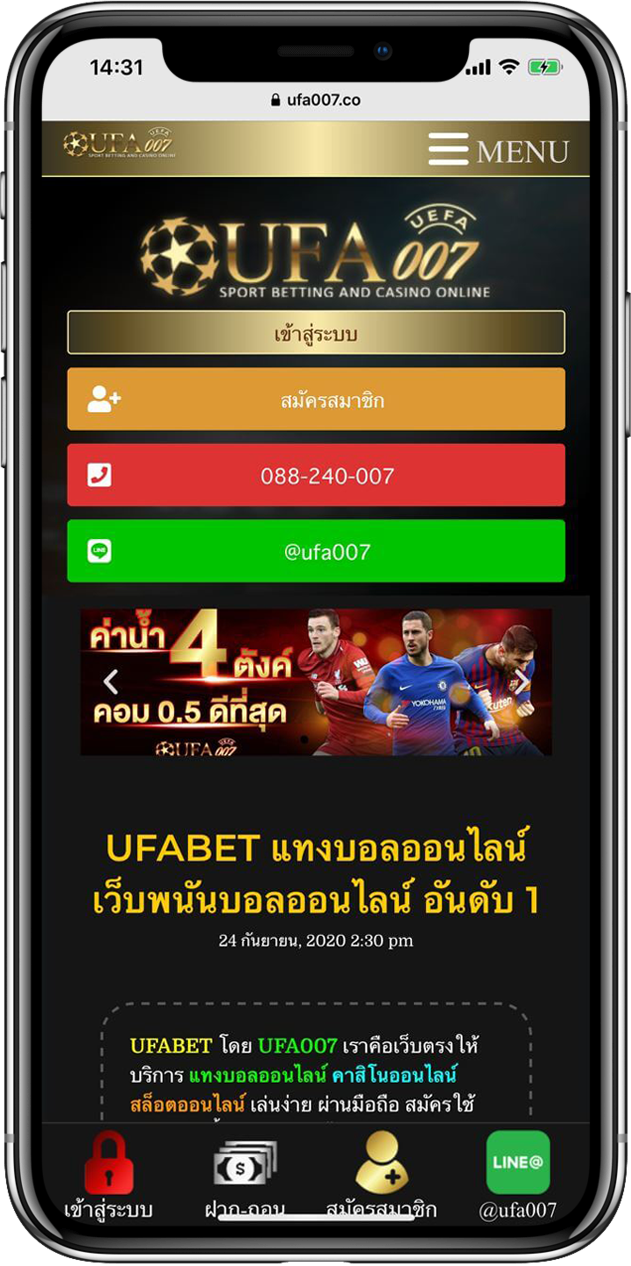 14:31
ufa007.co
UFA 007 UEFA
SPORT BETTING AND CASINO ONLINE
MENU
UEFA
UFA 007
SPORT BETTING AND CASINO ONLINE
เข้าสู่ระบบ
สมัครสมาชิก
088-240-007
LINE
@ufa007
ค่าน้ำ 4 ตังค์
คอม 0.5 ดีที่สุด
UFA 007
YOKOHAMA
UFABET แทงบอลออนไลน์
เว็บพนันบอลออนไลน์ อันดับ 1
24 กันยายน, 2020 2:30 pm
UFABET โดย UFA007 เราคือเว็บตรงให้
บริการ แทงบอลออนไลน์ คาสิโนออนไลน์
สล็อตออนไลน์ เล่นง่าย ผ่านมือถือ สมัครใช้
LINE@
เข้าสู่ระบบ ฝาก-ถอน สมัครสมาชิก @ufa007